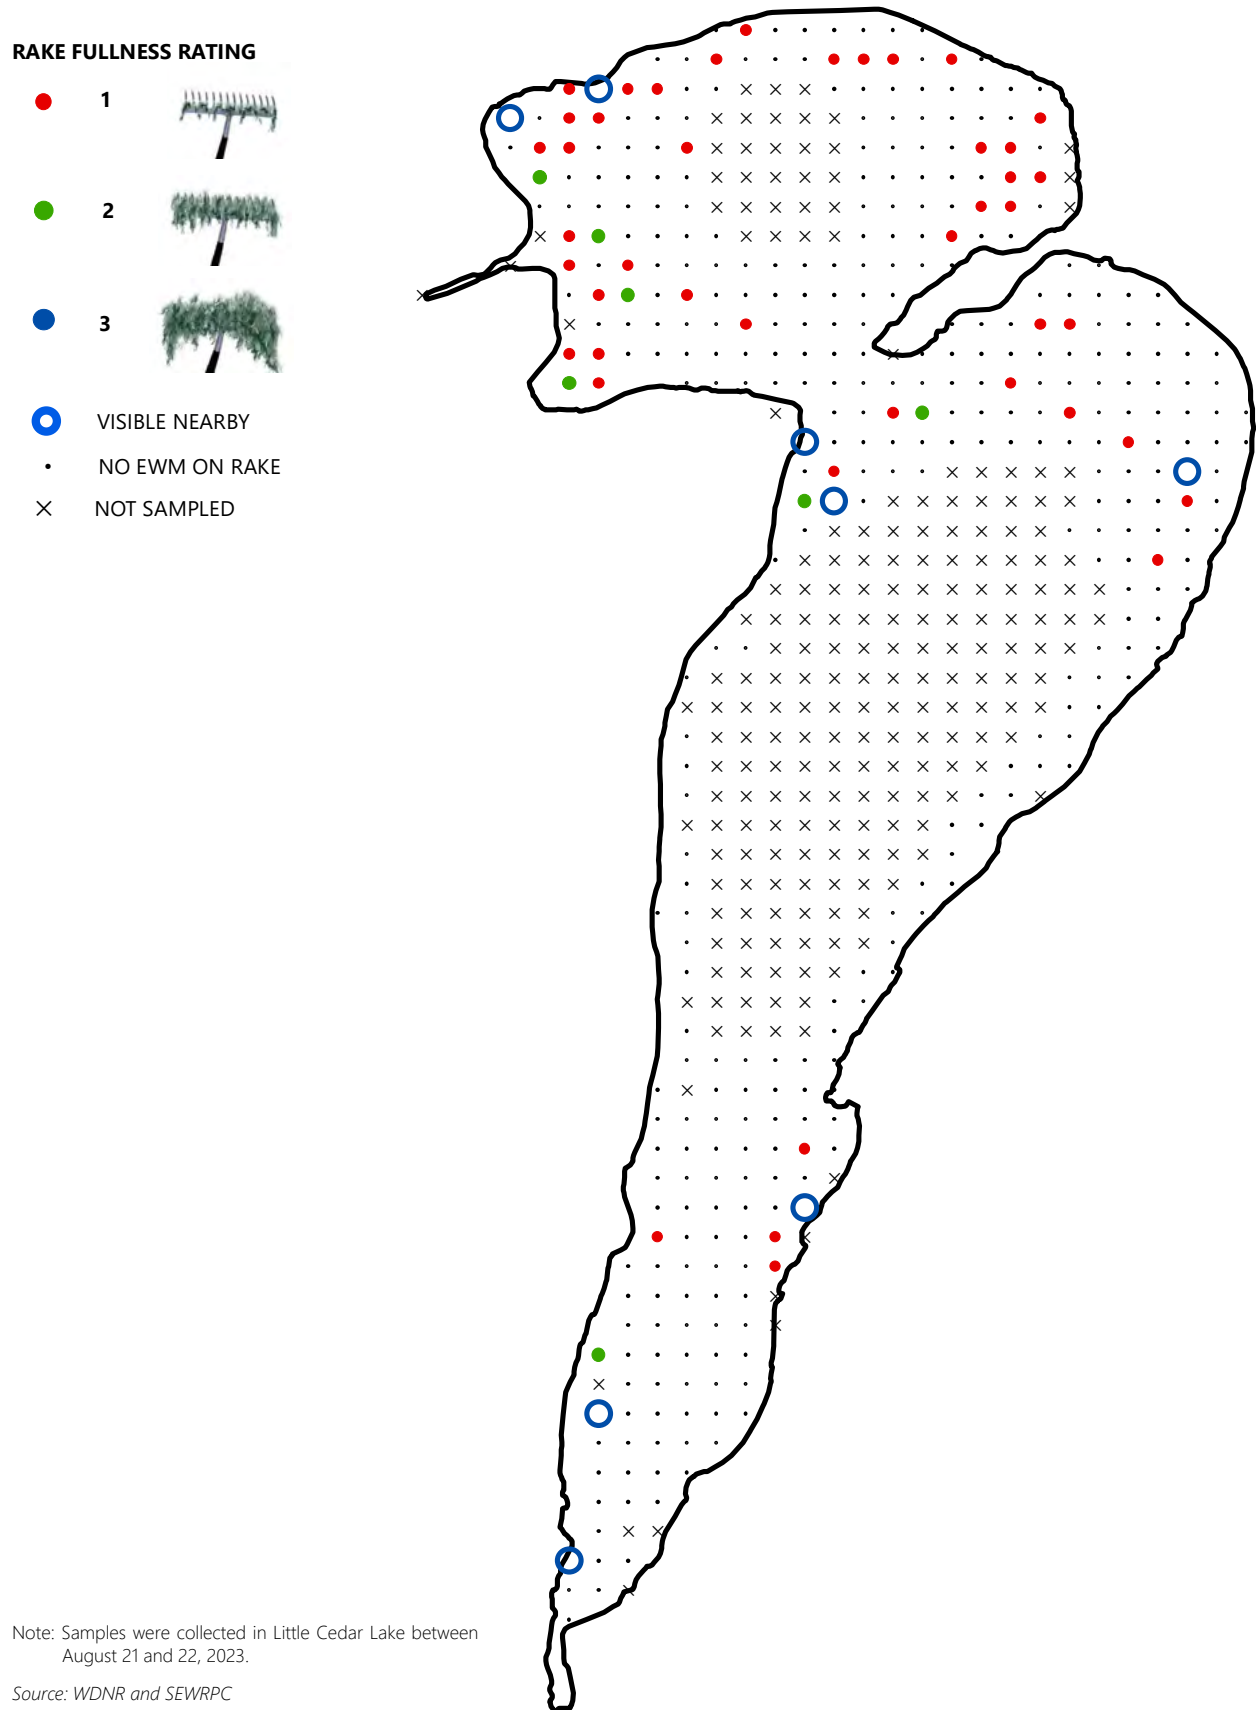 RAKE FULLNESS RATING
1
2
3
VISIBLE NEARBY
NO EWM ON RAKE
NOT SAMPLED
Note: Samples were collected in Little Cedar Lake between
August 21 and 22, 2023.
Source: WDNR and SEWRPC